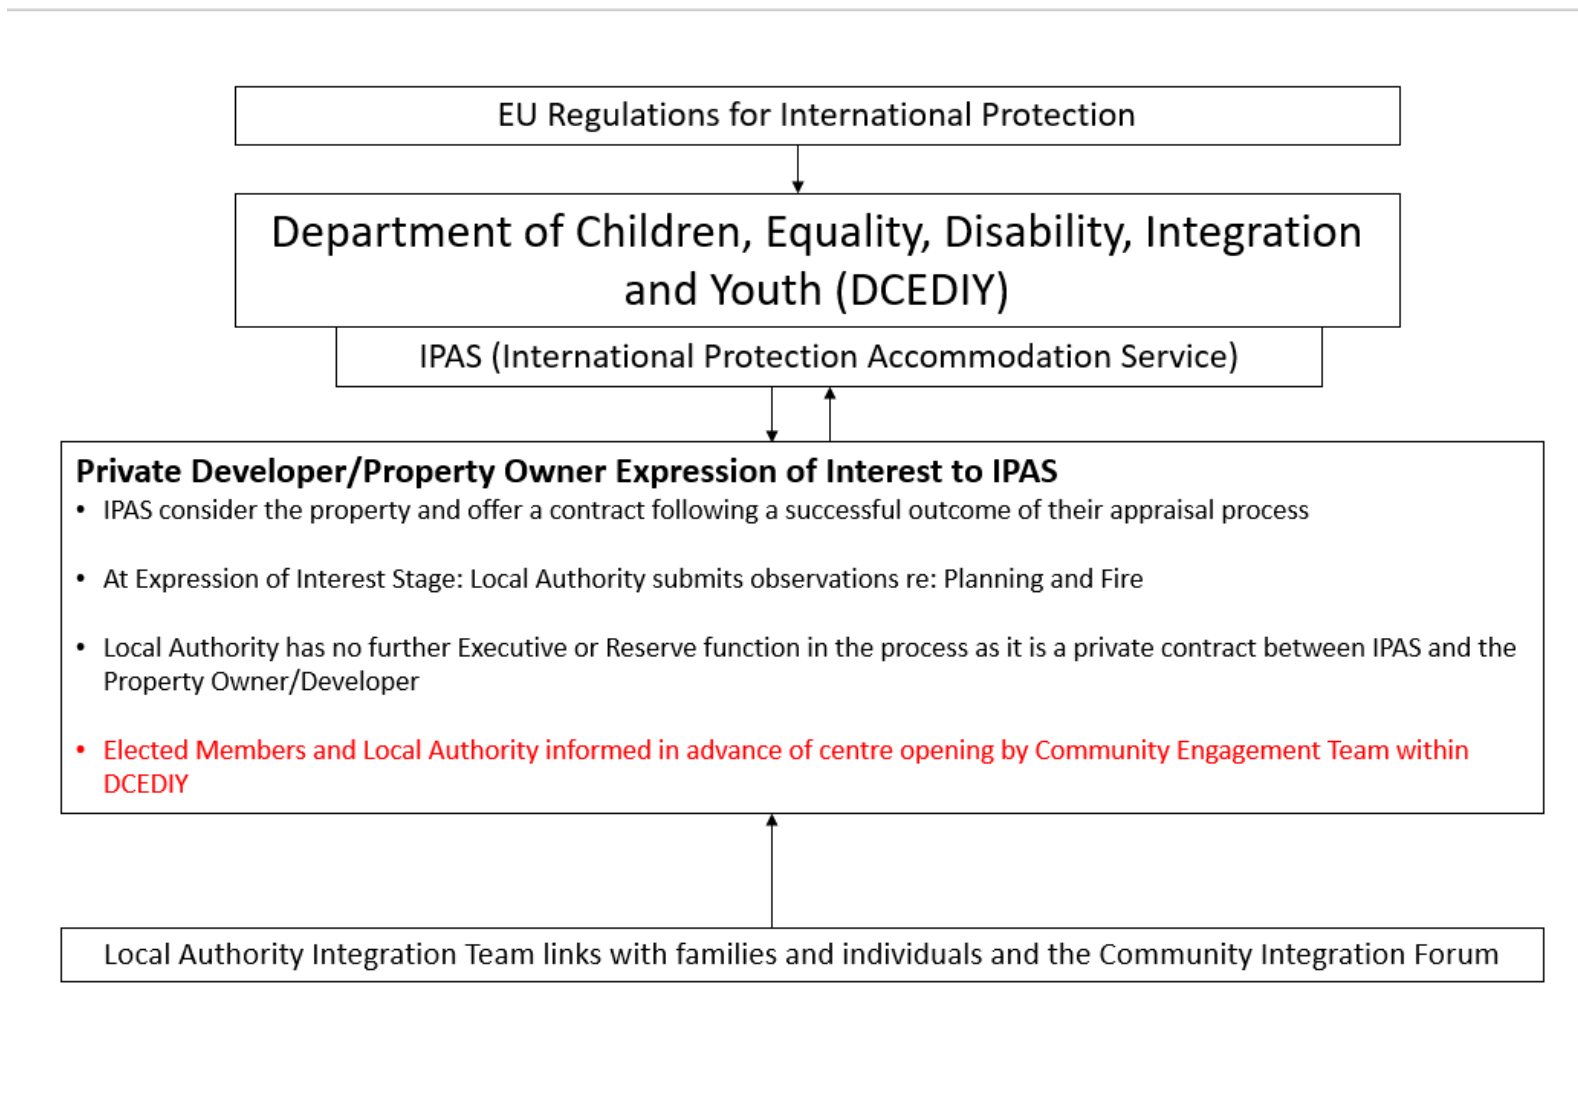 EU Regulations for International Protection
Department of Children, Equality, Disability, Integration
and Youth (DCEDIY)
IPAS (International Protection Accommodation Service)
Private Developer/Property Owner Expression of Interest to IPAS
• IPAS consider the property and offer a contract following a successful outcome of their appraisal process
• At Expression of Interest Stage: Local Authority submits observations re: Planning and Fire
• Local Authority has no further Executive or Reserve function in the process as it is a private contract between IPAS and the
Property Owner/Developer
• Elected Members and Local Authority informed in advance of centre opening by Community Engagement Team within
DCEDIY
Local Authority Integration Team links with families and individuals and the Community Integration Forum